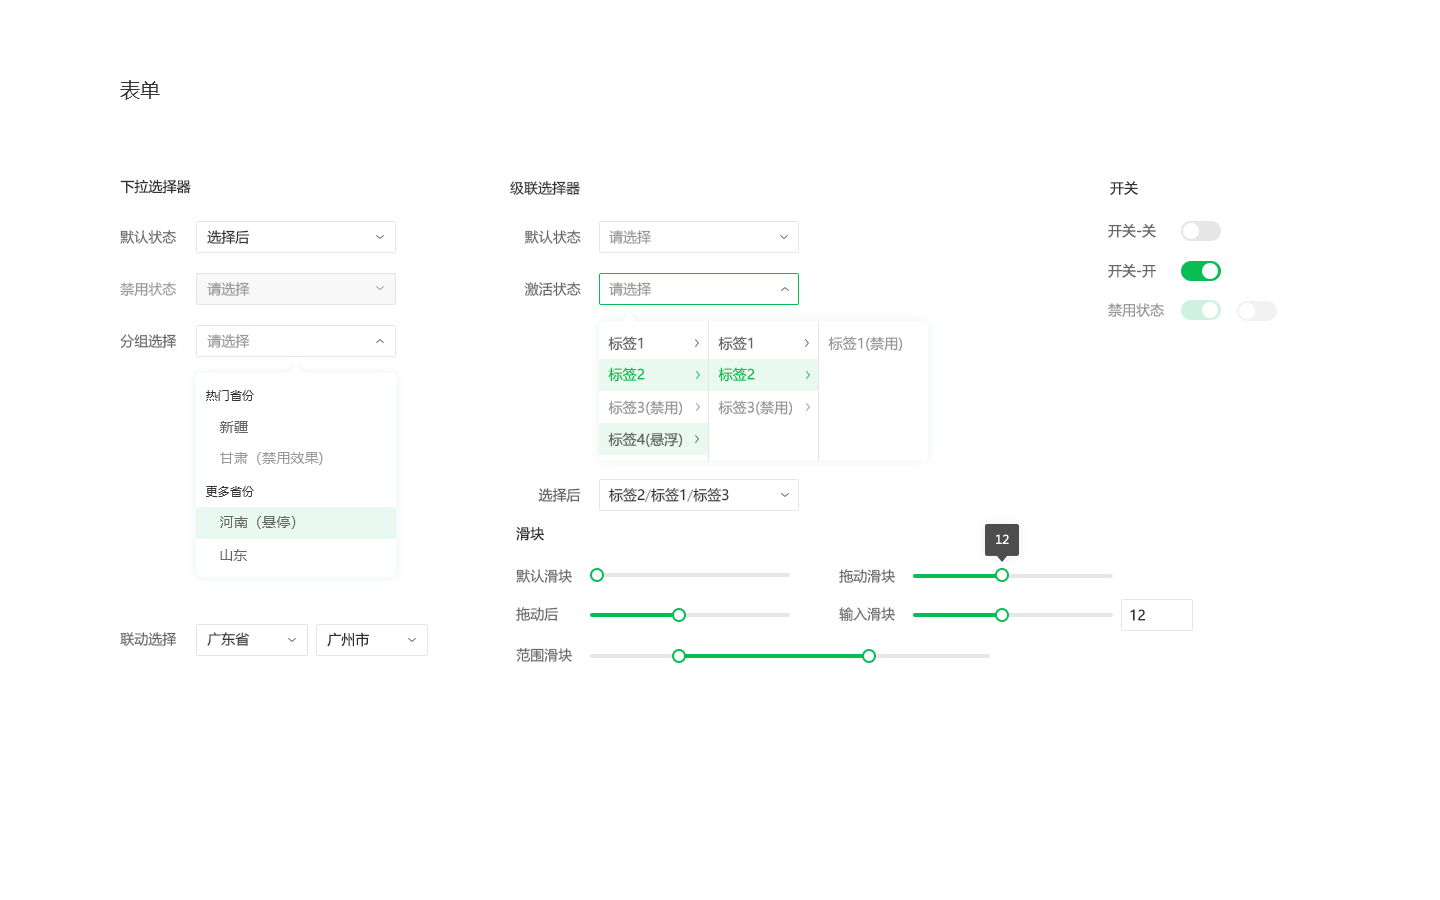 表单
下拉选择器
默认状态 选择后
禁用状态 请选择
分组选择 请选择
热门省份
新疆
甘肃（禁用效果)
更多省份
河南（悬停）
山东
联动选择 广东省 广州市
级联选择器
默认状态 请选择
激活状态 请选择
标签1 标签1 标签1(禁用)
标签2 标签2
标签3(禁用) 标签3(禁用)
标签4(悬浮)
选择后 标签2/标签1/标签3
滑块
12
默认滑块 拖动滑块
拖动后 输入滑块 12
范围滑块
开关
开关-关
开关-开
禁用状态